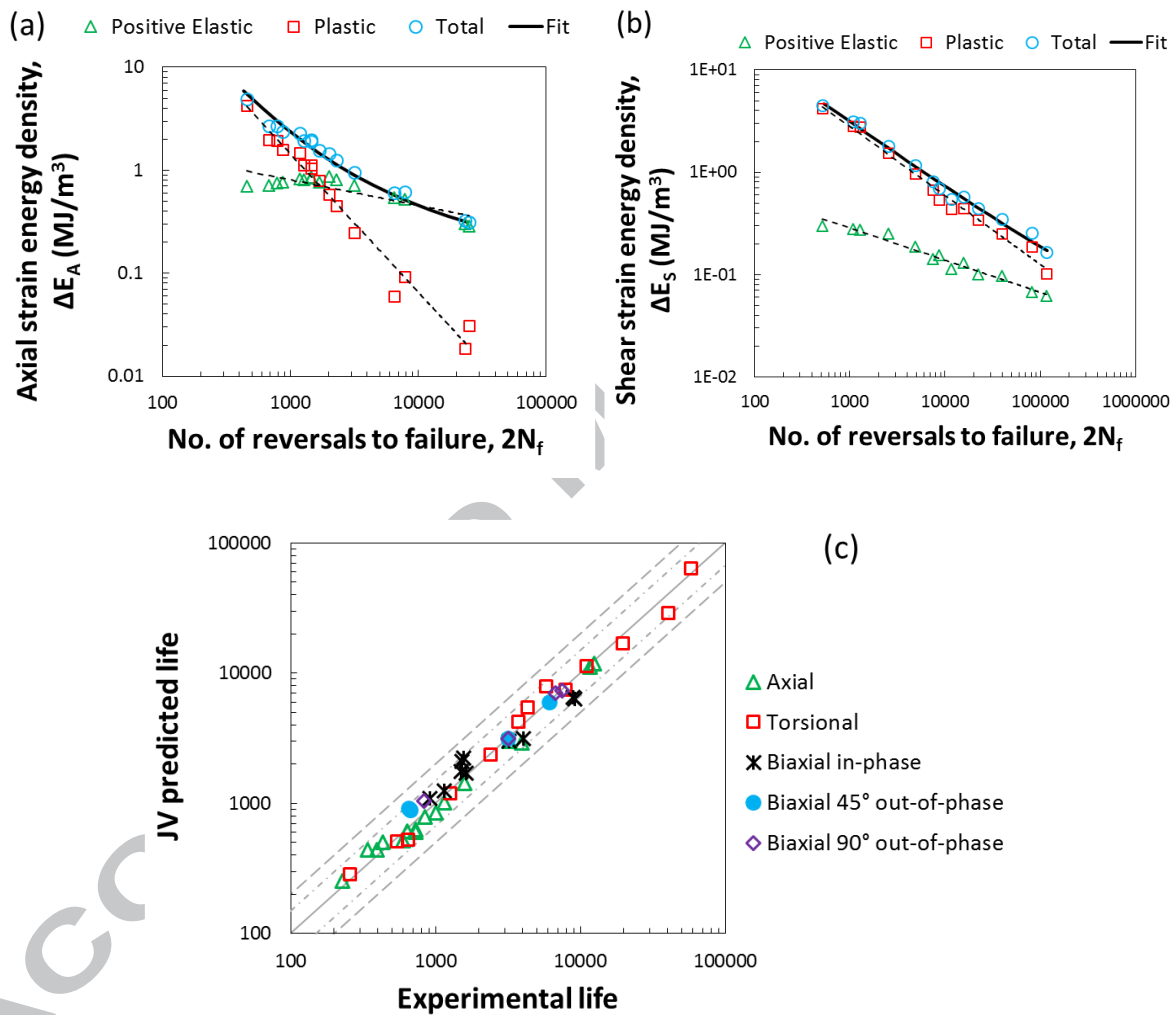 (a)
Positive Elastic Plastic Total Fit
Axial strain energy density,
ΔE_A (MJ/m³)
10
1
0.1
0.01
100 1000 10000 100000
No. of reversals to failure, 2N_f
(b)
Positive Elastic Plastic Total Fit
Shear strain energy density,
ΔE_S (MJ/m³)
1E+01
1E+00
1E-01
1E-02
100 1000 10000 100000 1000000
No. of reversals to failure, 2N_f
(c)
JV predicted life
100000
10000
1000
100
100 1000 10000 100000
Experimental life
Axial
Torsional
Biaxial in-phase
Biaxial 45° out-of-phase
Biaxial 90° out-of-phase